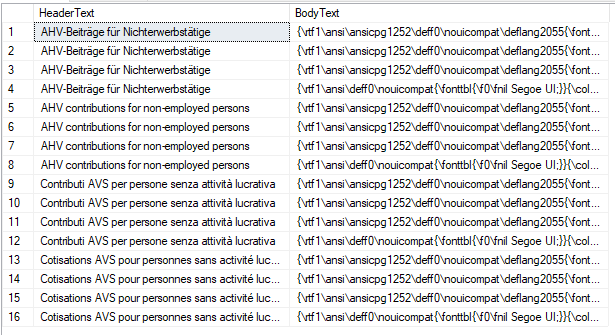 HeaderText BodyText
1 AHV-Beiträge für Nichterwerbstätige {\rtf1\ansi\ansicpg1252\deff0\nouicompat\deflang2055{\font...
2 AHV-Beiträge für Nichterwerbstätige {\rtf1\ansi\ansicpg1252\deff0\nouicompat\deflang2055{\font...
3 AHV-Beiträge für Nichterwerbstätige {\rtf1\ansi\ansicpg1252\deff0\nouicompat\deflang2055{\font...
4 AHV-Beiträge für Nichterwerbstätige {\rtf1\ansi\deff0\nouicompat{\fonttbl{\f0\fnil Segoe UI;}}{\col...
5 AHV contributions for non-employed persons {\rtf1\ansi\ansicpg1252\deff0\nouicompat\deflang2055{\font...
6 AHV contributions for non-employed persons {\rtf1\ansi\ansicpg1252\deff0\nouicompat\deflang2055{\font...
7 AHV contributions for non-employed persons {\rtf1\ansi\ansicpg1252\deff0\nouicompat\deflang2055{\font...
8 AHV contributions for non-employed persons {\rtf1\ansi\deff0\nouicompat{\fonttbl{\f0\fnil Segoe UI;}}{\col...
9 Contributi AVS per persone senza attività lucrativa {\rtf1\ansi\ansicpg1252\deff0\nouicompat\deflang2055{\font...
10 Contributi AVS per persone senza attività lucrativa {\rtf1\ansi\ansicpg1252\deff0\nouicompat\deflang2055{\font...
11 Contributi AVS per persone senza attività lucrativa {\rtf1\ansi\ansicpg1252\deff0\nouicompat\deflang2055{\font...
12 Contributi AVS per persone senza attività lucrativa {\rtf1\ansi\deff0\nouicompat{\fonttbl{\f0\fnil Segoe UI;}}{\col...
13 Cotisations AVS pour personnes sans activité luc... {\rtf1\ansi\ansicpg1252\deff0\nouicompat\deflang2055{\font...
14 Cotisations AVS pour personnes sans activité luc... {\rtf1\ansi\ansicpg1252\deff0\nouicompat\deflang2055{\font...
15 Cotisations AVS pour personnes sans activité luc... {\rtf1\ansi\ansicpg1252\deff0\nouicompat\deflang2055{\font...
16 Cotisations AVS pour personnes sans activité luc... {\rtf1\ansi\deff0\nouicompat{\fonttbl{\f0\fnil Segoe UI;}}{\col...